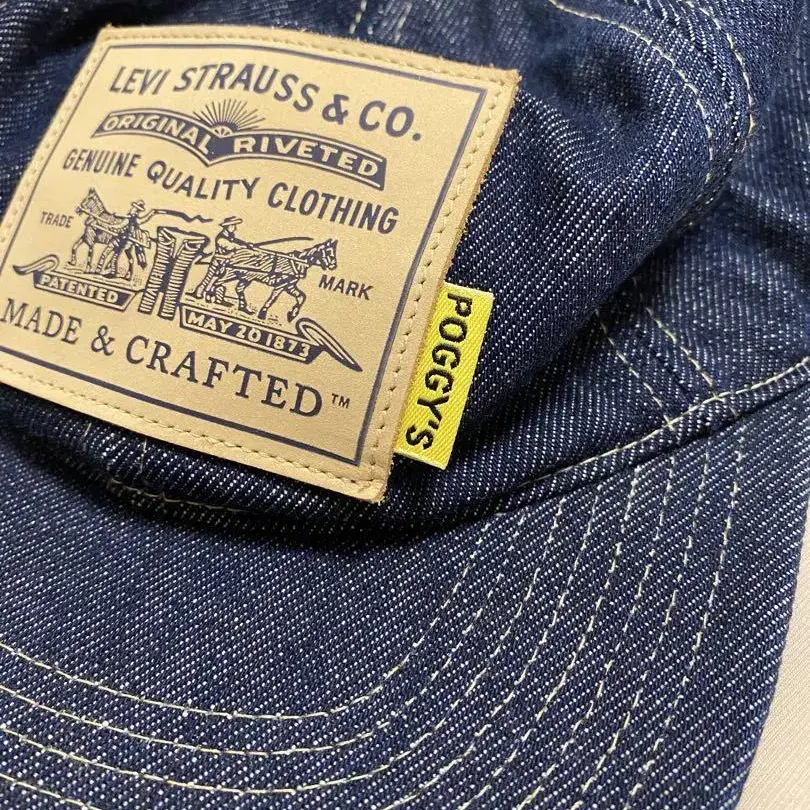 LEVI STRAUSS & CO.
ORIGINAL RIVETED
GENUINE QUALITY CLOTHING
TRADE MARK
PATENTED
MAY 20 1873
MADE & CRAFTED™
POGGY'S